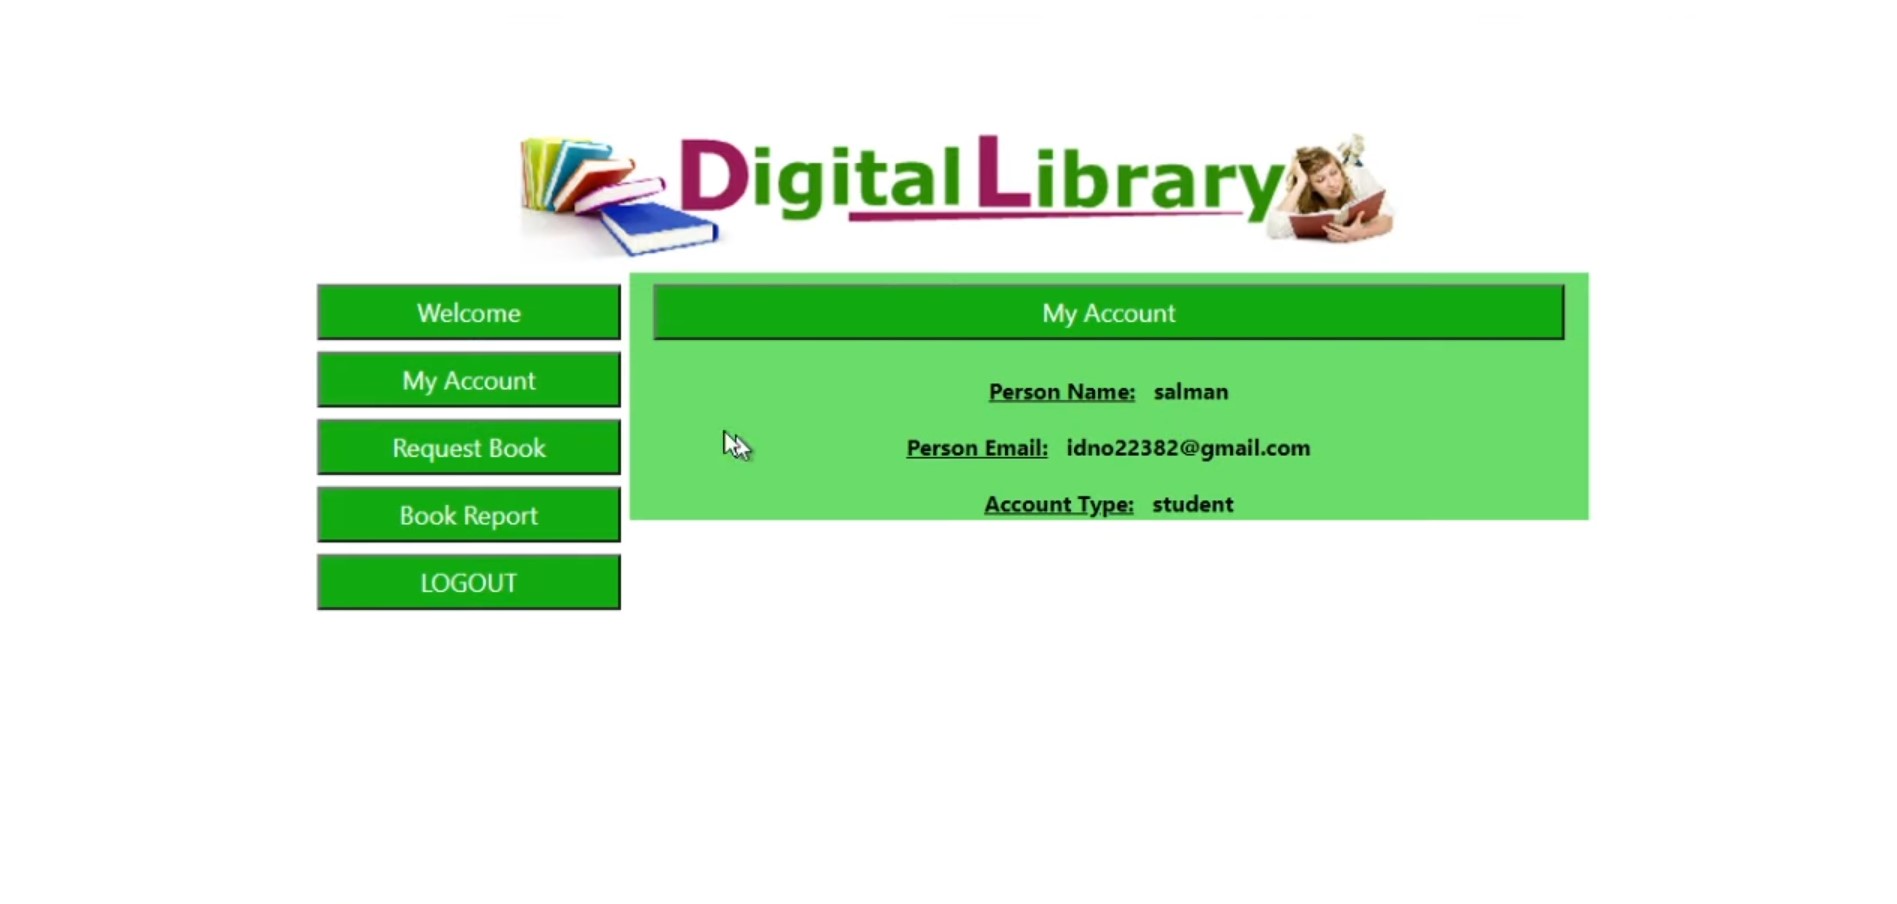 Digital Library
Welcome
My Account
Request Book
Book Report
LOGOUT
My Account
Person Name: salman
Person Email: idno22382@gmail.com
Account Type: student